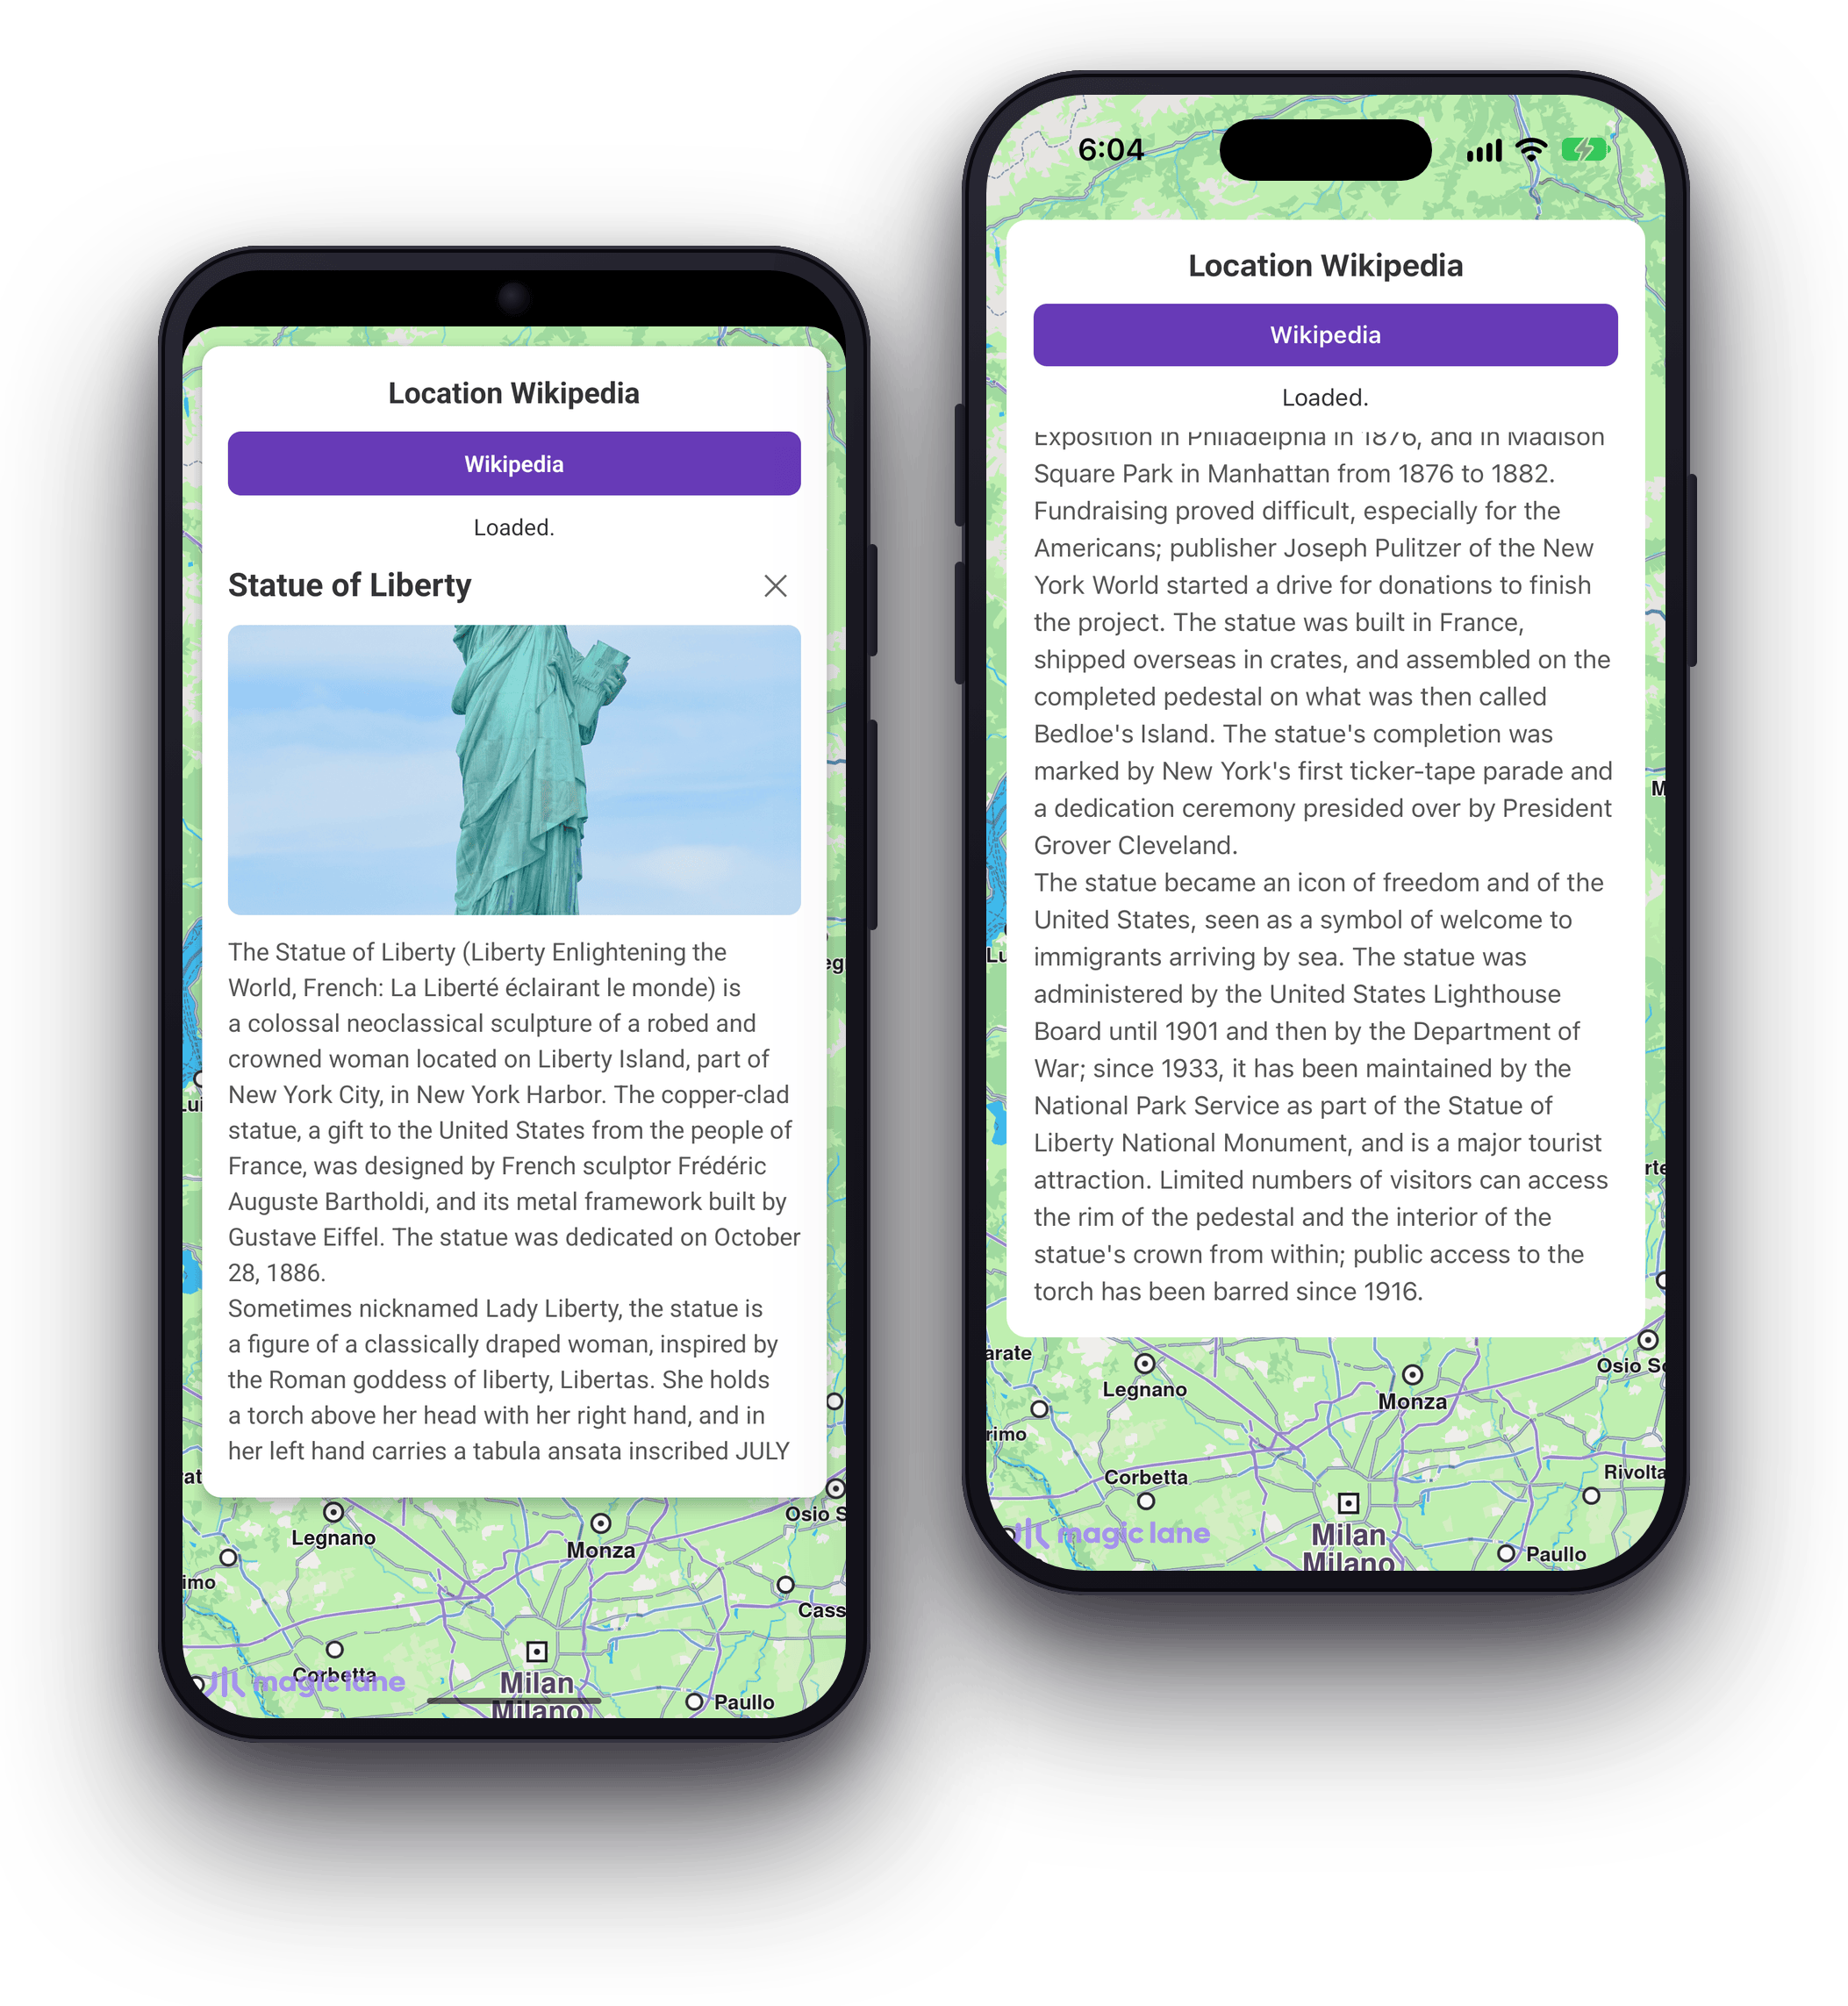 Location Wikipedia
Wikipedia
Loaded.
Statue of Liberty
The Statue of Liberty (Liberty Enlightening the
World, French: La Liberté éclairant le monde) is
a colossal neoclassical sculpture of a robed and
crowned woman located on Liberty Island, part of
New York City, in New York Harbor. The copper-clad
statue, a gift to the United States from the people of
France, was designed by French sculptor Frédéric
Auguste Bartholdi, and its metal framework built by
Gustave Eiffel. The statue was dedicated on October
28, 1886.
Sometimes nicknamed Lady Liberty, the statue is
a figure of a classically draped woman, inspired by
the Roman goddess of liberty, Libertas. She holds
a torch above her head with her right hand, and in
her left hand carries a tabula ansata inscribed JULY
Legnano
Monza
Osio S
imo
Cass
Corbetta
magic lane
Milan
Milano
Paullo
6:04
Location Wikipedia
Wikipedia
Loaded.
Exposition in Philadelphia in 1876, and in Madison
Square Park in Manhattan from 1876 to 1882.
Fundraising proved difficult, especially for the
Americans; publisher Joseph Pulitzer of the New
York World started a drive for donations to finish
the project. The statue was built in France,
shipped overseas in crates, and assembled on the
completed pedestal on what was then called
Bedloe's Island. The statue's completion was
marked by New York's first ticker-tape parade and
a dedication ceremony presided over by President
Grover Cleveland.
The statue became an icon of freedom and of the
United States, seen as a symbol of welcome to
immigrants arriving by sea. The statue was
administered by the United States Lighthouse
Board until 1901 and then by the Department of
War; since 1933, it has been maintained by the
National Park Service as part of the Statue of
Liberty National Monument, and is a major tourist
attraction. Limited numbers of visitors can access
the rim of the pedestal and the interior of the
statue's crown from within; public access to the
torch has been barred since 1916.
arate
Legnano
Monza
Osio S
rimo
Corbetta
Rivolta
magic lane
Milan
Milano
Paullo